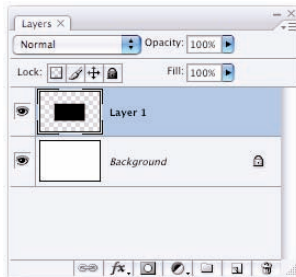 Layers ×
Normal Opacity: 100%
Lock: Fill: 100%
Layer 1
Background
fx.